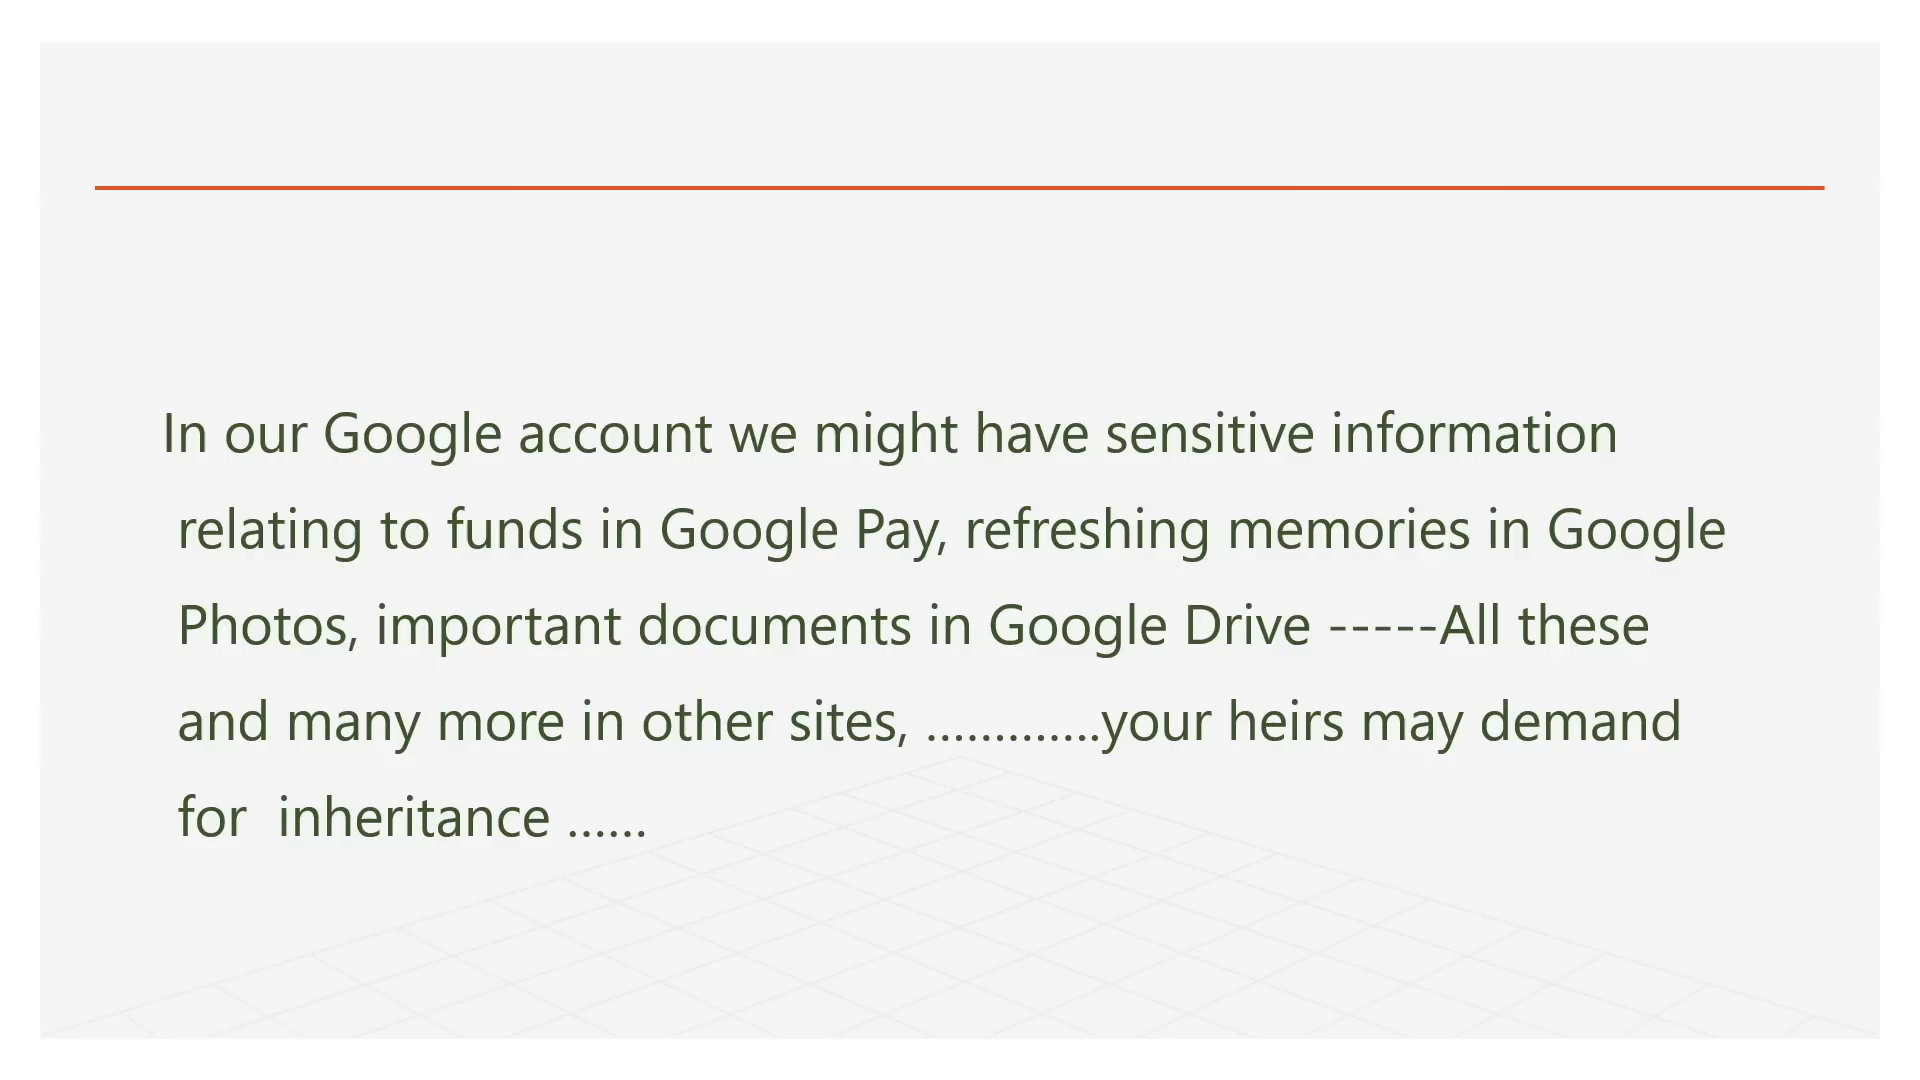 In our Google account we might have sensitive information
relating to funds in Google Pay, refreshing memories in Google
Photos, important documents in Google Drive -----All these
and many more in other sites, .............your heirs may demand
for  inheritance ......